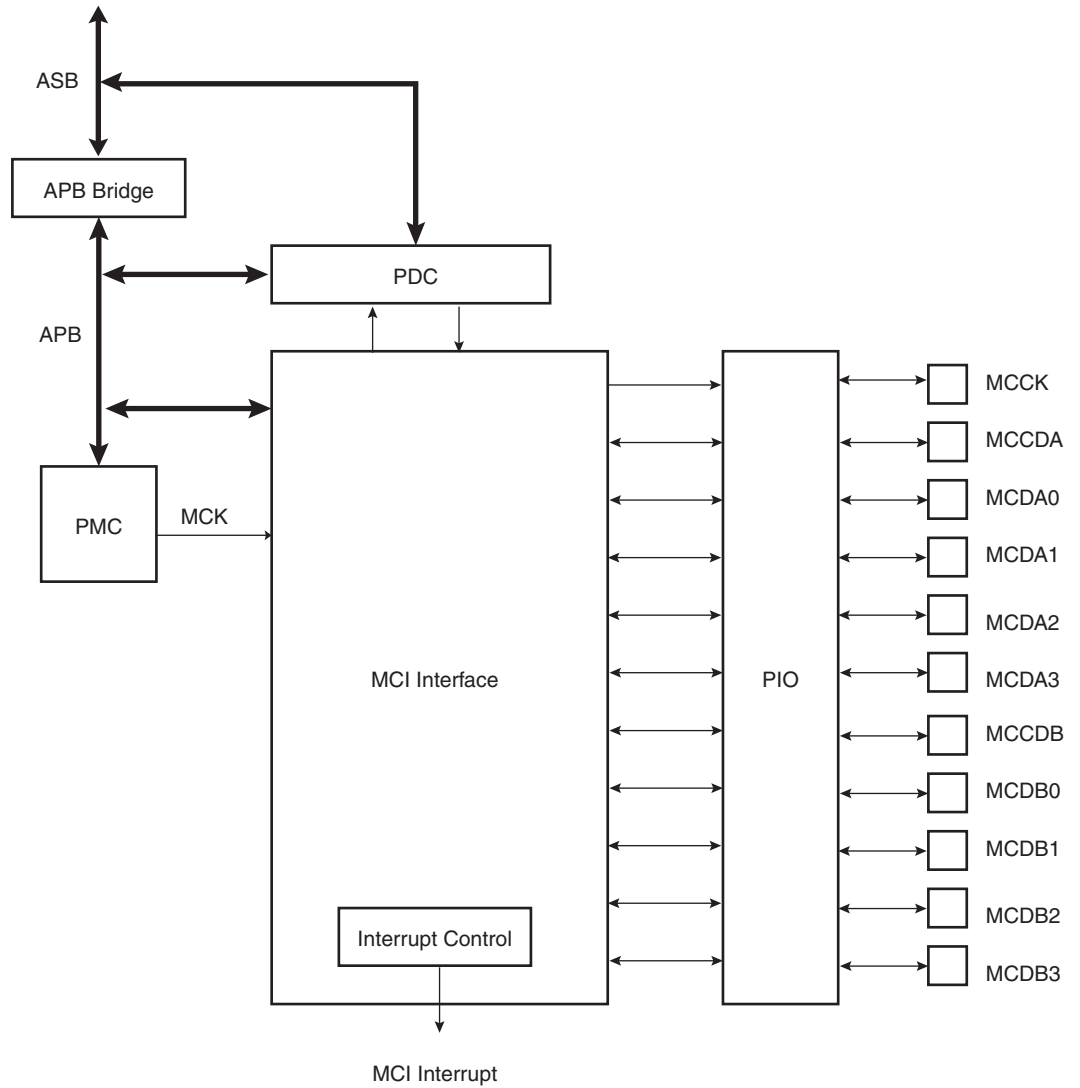 ASB
APB Bridge
PDC
APB
MCCK
MCCDA
MCDA0
PMC
MCK
MCDA1
MCDA2
MCI Interface
PIO
MCDA3
MCCDB
MCDB0
MCDB1
MCDB2
Interrupt Control
MCDB3
MCI Interrupt